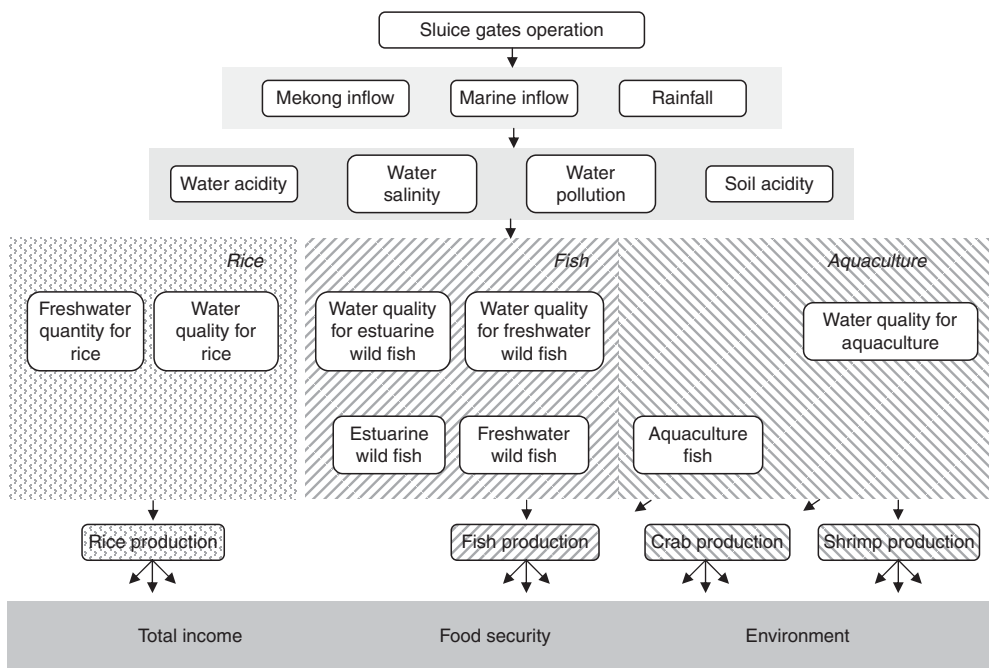 Sluice gates operation
Mekong inflow
Marine inflow
Rainfall
Water acidity
Water
salinity
Water
pollution
Soil acidity
Rice
Freshwater
quantity for
rice
Water
quality for
rice
Fish
Water quality
for estuarine
wild fish
Water quality
for freshwater
wild fish
Estuarine
wild fish
Freshwater
wild fish
Aquaculture
Water quality for
aquaculture
Aquaculture
fish
Rice production
Fish production
Crab production
Shrimp production
Total income
Food security
Environment